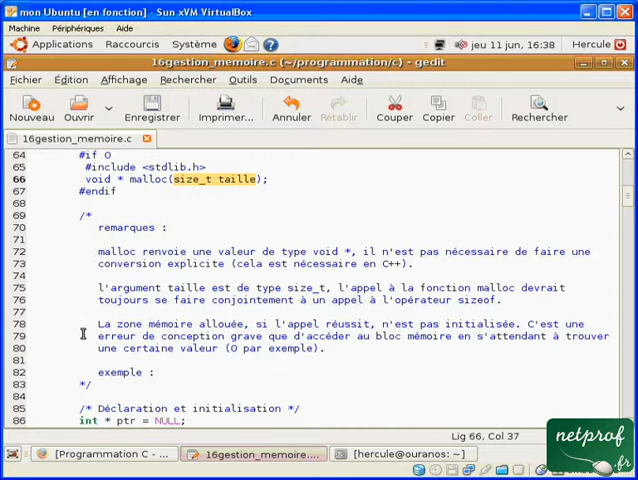 mon Ubuntu [en fonction] - Sun xVM VirtualBox
Machine Périphériques Aide
Applications Raccourcis Système jeu 11 jun, 16:38 Hercule
16gestion_memoire.c (~/programmation/c) - gedit
Fichier Édition Affichage Rechercher Outils Documents Aide
Nouveau Ouvrir Enregistrer Imprimer... Annuler Rétablir Couper Copier Coller Rechercher
16gestion_memoire.c
64 #if 0
65 #include <stdlib.h>
66 void * malloc(size_t taille);
67 #endif
68
69 /*
70 remarques :
71
72 malloc renvoie une valeur de type void *, il n'est pas nécessaire de faire une
73 conversion explicite (cela est nécessaire en C++).
74
75 l'argument taille est de type size_t, l'appel à la fonction malloc devrait
76 toujours se faire conjointement à un appel à l'opérateur sizeof.
77
78 La zone mémoire allouée, si l'appel réussit, n'est pas initialisée. C'est une
79 erreur de conception grave que d'accéder au bloc mémoire en s'attendant à trouver
80 une certaine valeur (0 par exemple).
81
82 exemple :
83 */
84
85 /* Déclaration et initialisation */
86 int * ptr = NULL;
Lig 66, Col 37
[Programmation C - ... 16gestion_memoire.... [hercule@ouranos: ~]
netprof
.fr